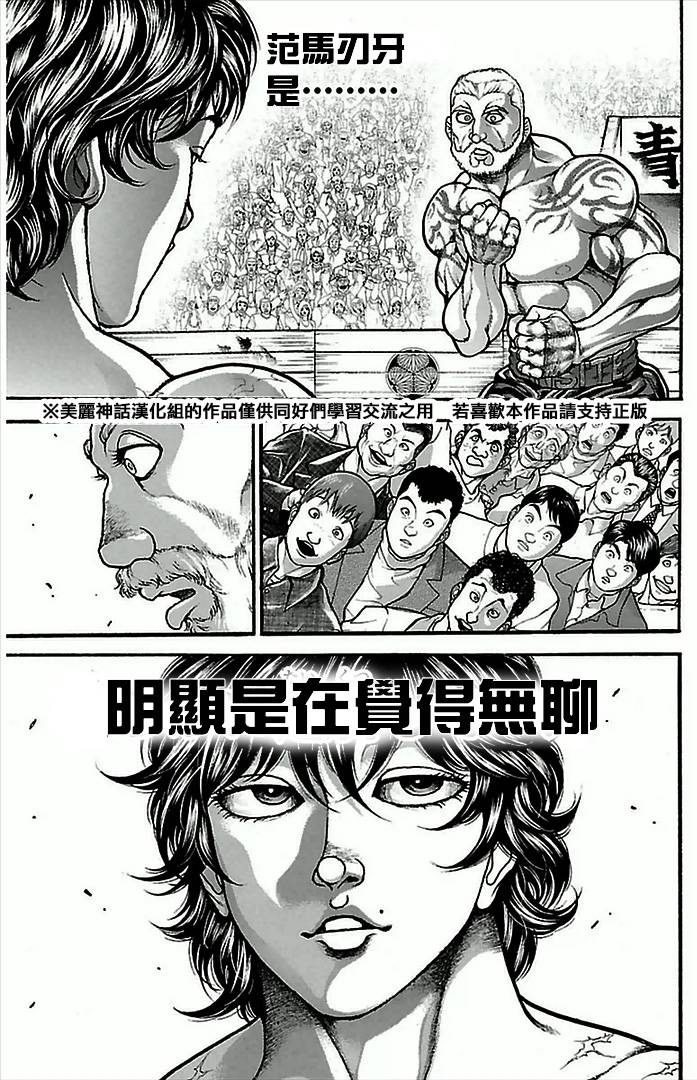 范馬刃牙
是………
青
※美麗神話漢化組的作品僅供同好們學習交流之用　若喜歡本作品請支持正版
明顯是在覺得無聊